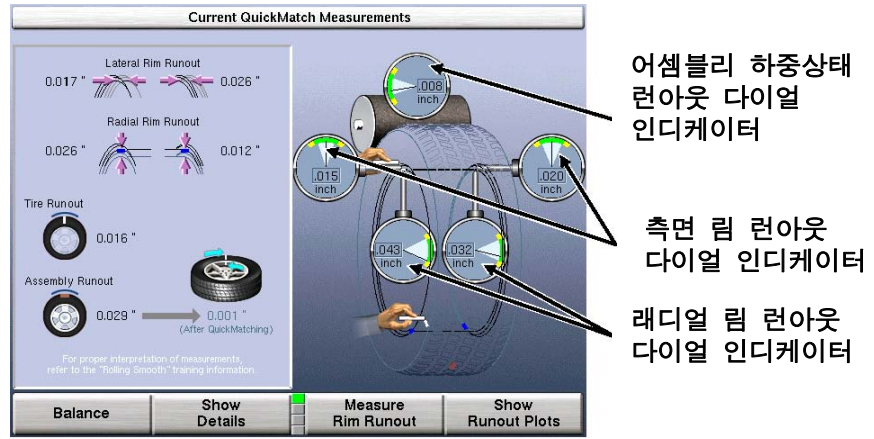 Current QuickMatch Measurements
Lateral Rim Runout
0.017 " 0.026 "
Radial Rim Runout
0.026 " 0.012 "
Tire Runout
0.016 "
Assembly Runout
0.029 " 0.001 "
(After QuickMatching)
For proper interpretation of measurements,
refer to the "Rolling Smooth" training information.
.008
inch
.015
inch
.020
inch
.043
inch
.032
inch
Balance
Show
Details
Measure
Rim Runout
Show
Runout Plots
어셈블리 하중상태
런아웃 다이얼
인디케이터
측면 림 런아웃
다이얼 인디케이터
래디얼 림 런아웃
다이얼 인디케이터